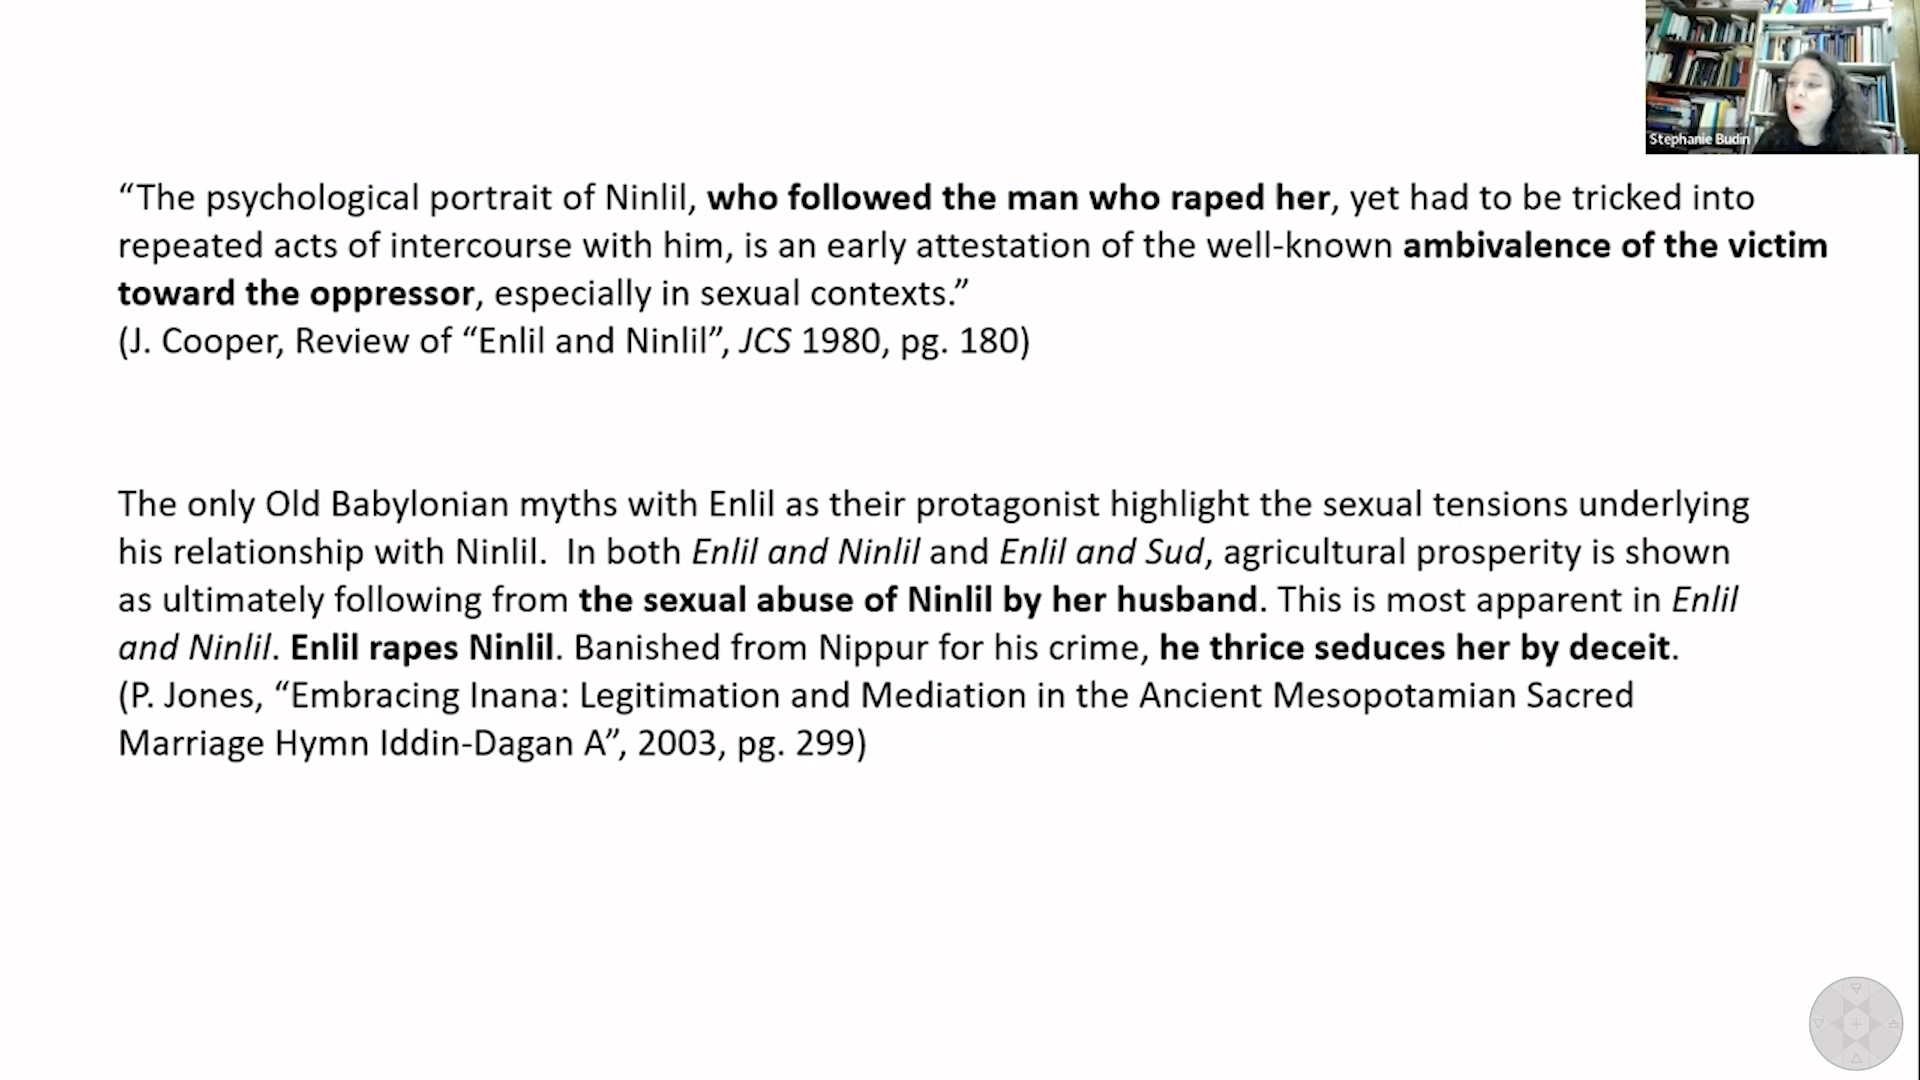 Stephanie Budin
“The psychological portrait of Ninlil, who followed the man who raped her, yet had to be tricked into
repeated acts of intercourse with him, is an early attestation of the well-known ambivalence of the victim
toward the oppressor, especially in sexual contexts.”
(J. Cooper, Review of “Enlil and Ninlil”, JCS 1980, pg. 180)
The only Old Babylonian myths with Enlil as their protagonist highlight the sexual tensions underlying
his relationship with Ninlil.  In both Enlil and Ninlil and Enlil and Sud, agricultural prosperity is shown
as ultimately following from the sexual abuse of Ninlil by her husband. This is most apparent in Enlil
and Ninlil. Enlil rapes Ninlil. Banished from Nippur for his crime, he thrice seduces her by deceit.
(P. Jones, “Embracing Inana: Legitimation and Mediation in the Ancient Mesopotamian Sacred
Marriage Hymn Iddin-Dagan A”, 2003, pg. 299)